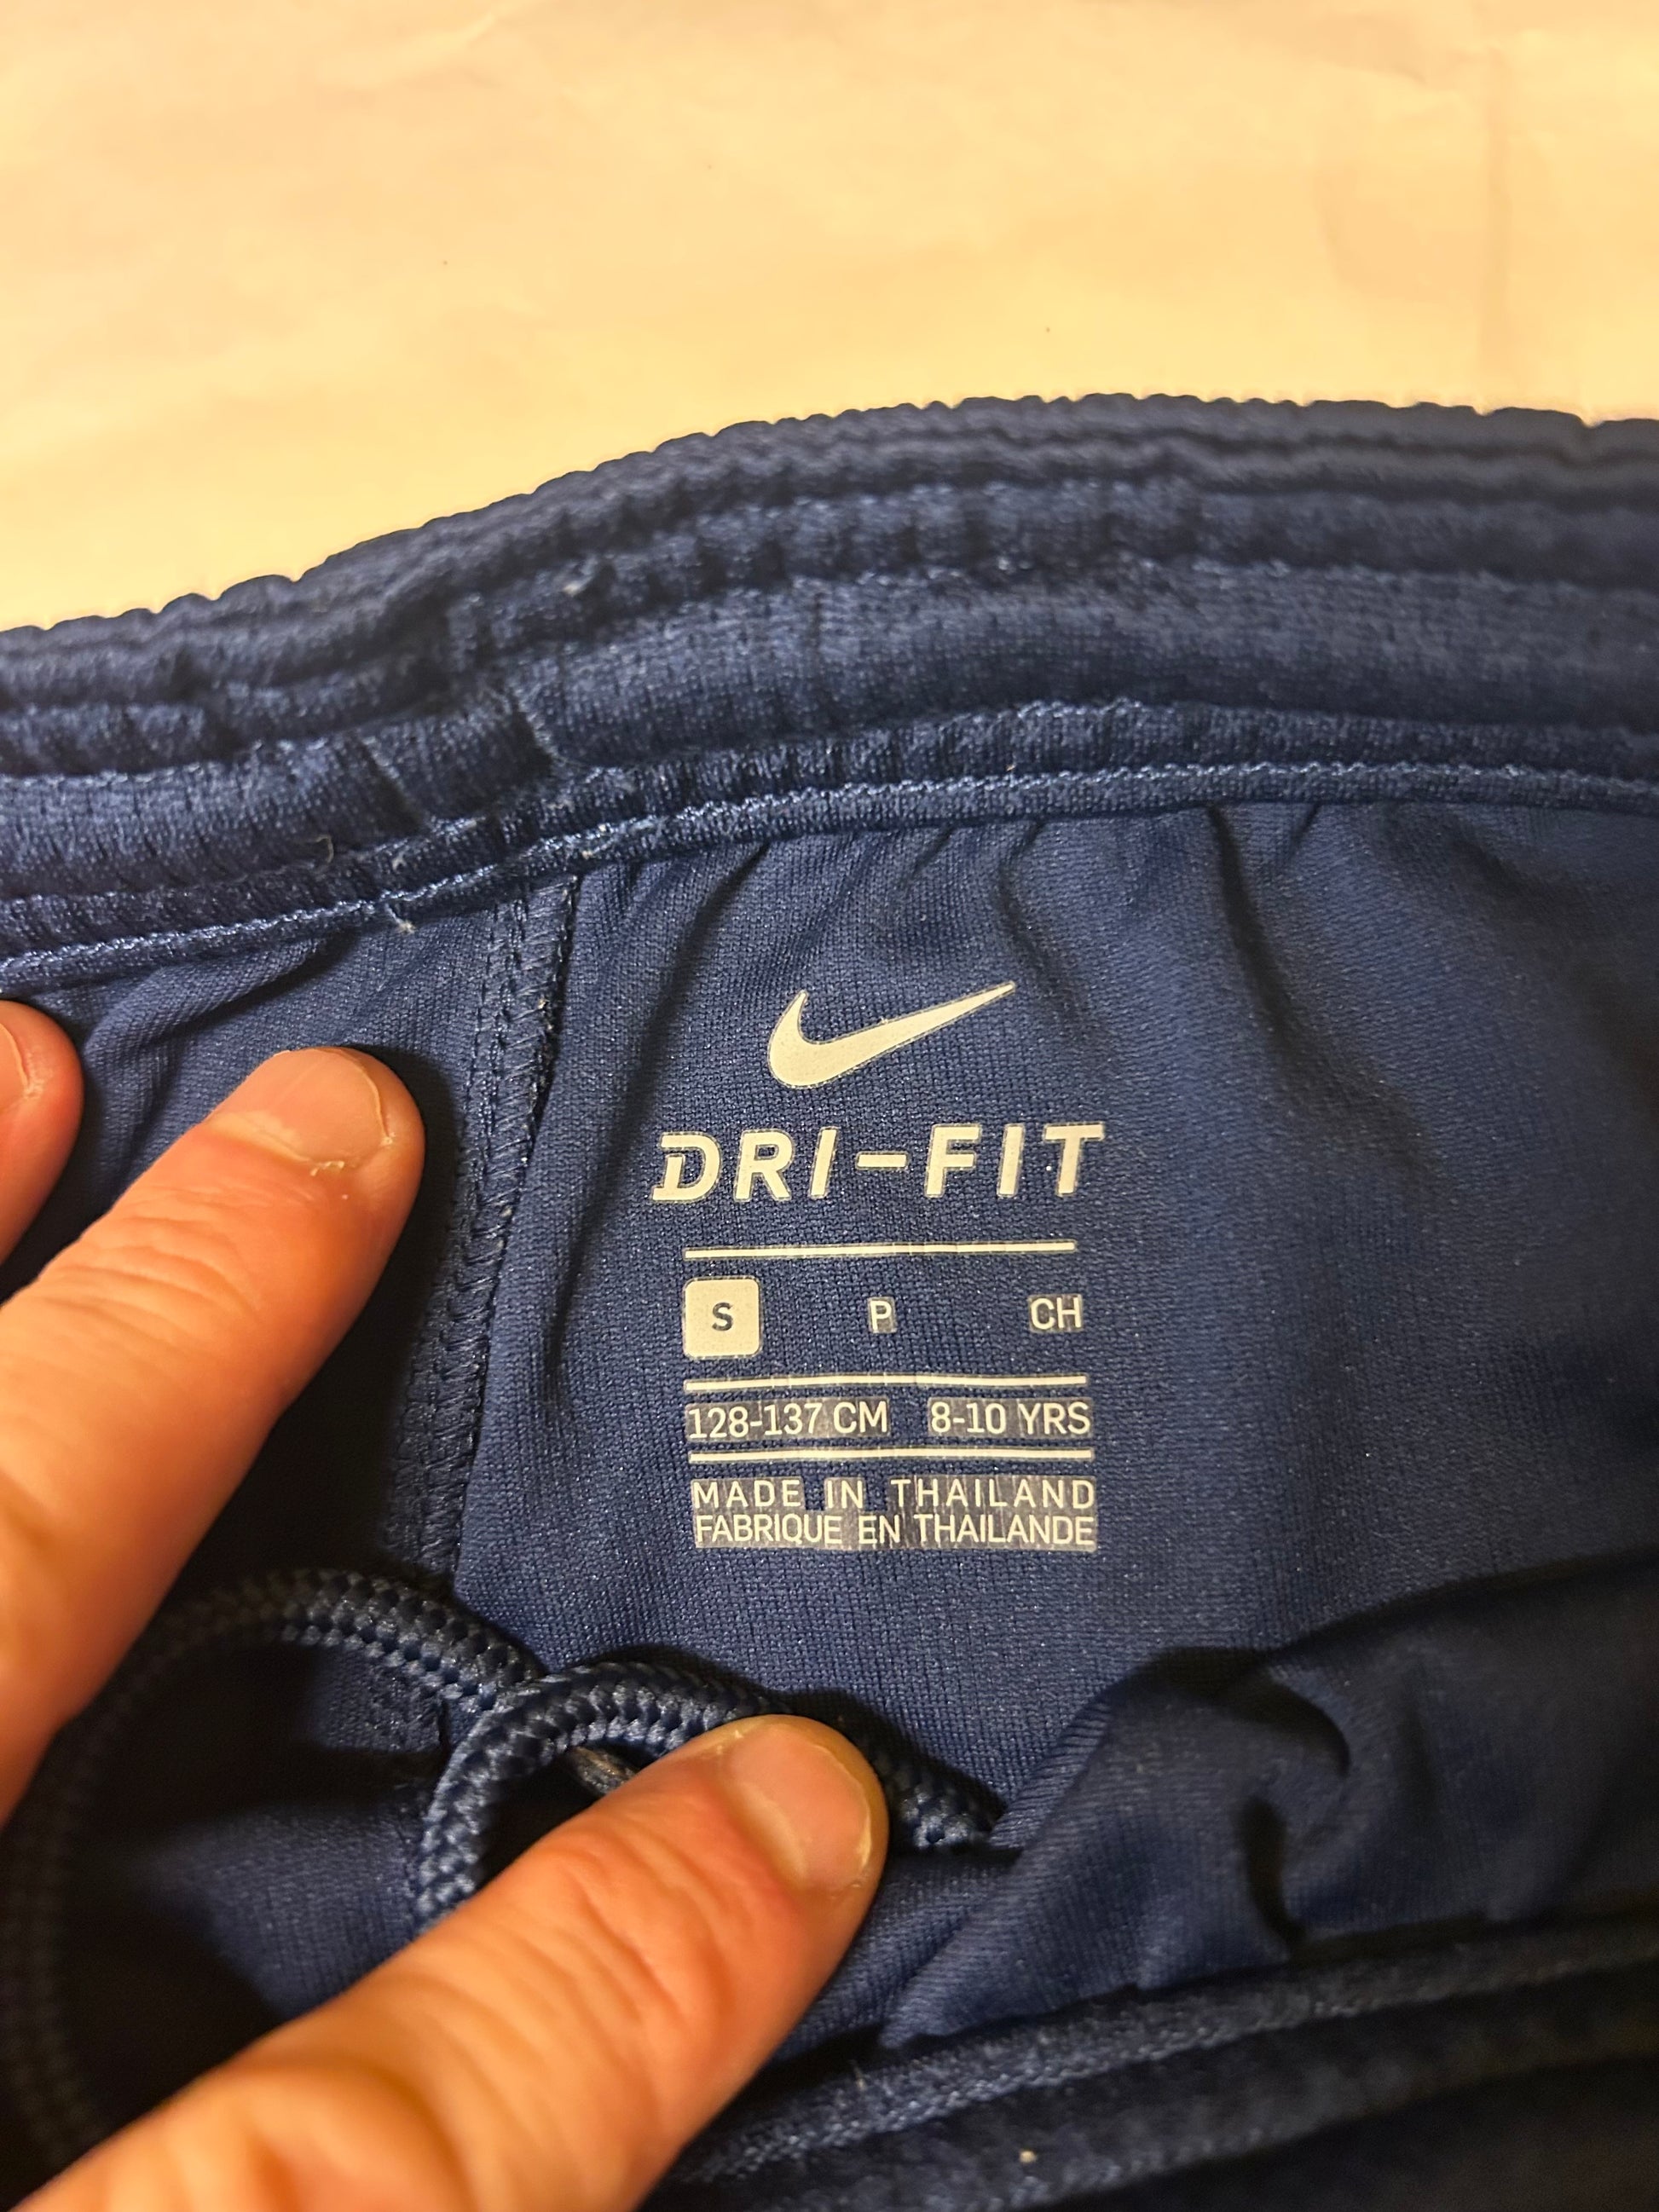 DRI-FIT
S P CH
128-137 CM 8-10 YRS
MADE IN THAILAND
FABRIQUE EN THAILANDE